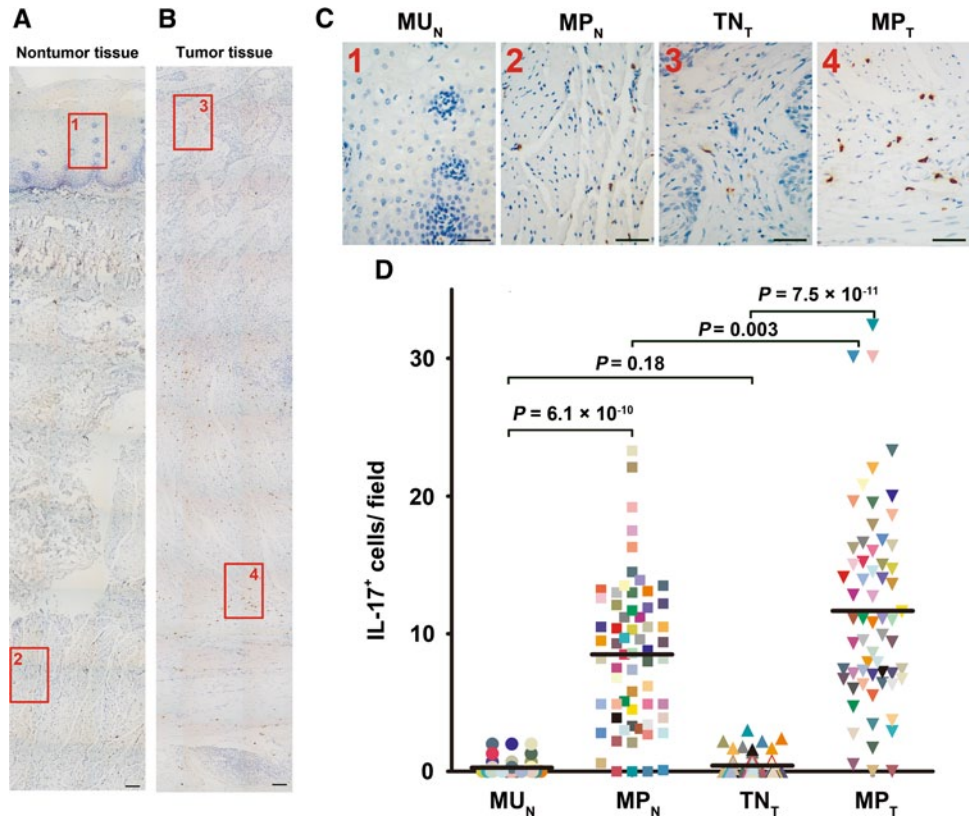 A
Nontumor tissue
1
2
B
Tumor tissue
3
4
C
MU_N
MP_N
TN_T
MP_T
1
2
3
4
D
P = 7.5 × 10⁻¹¹
P = 0.003
P = 0.18
P = 6.1 × 10⁻¹⁰
IL-17⁺ cells/ field
30
20
10
0
MU_N
MP_N
TN_T
MP_T